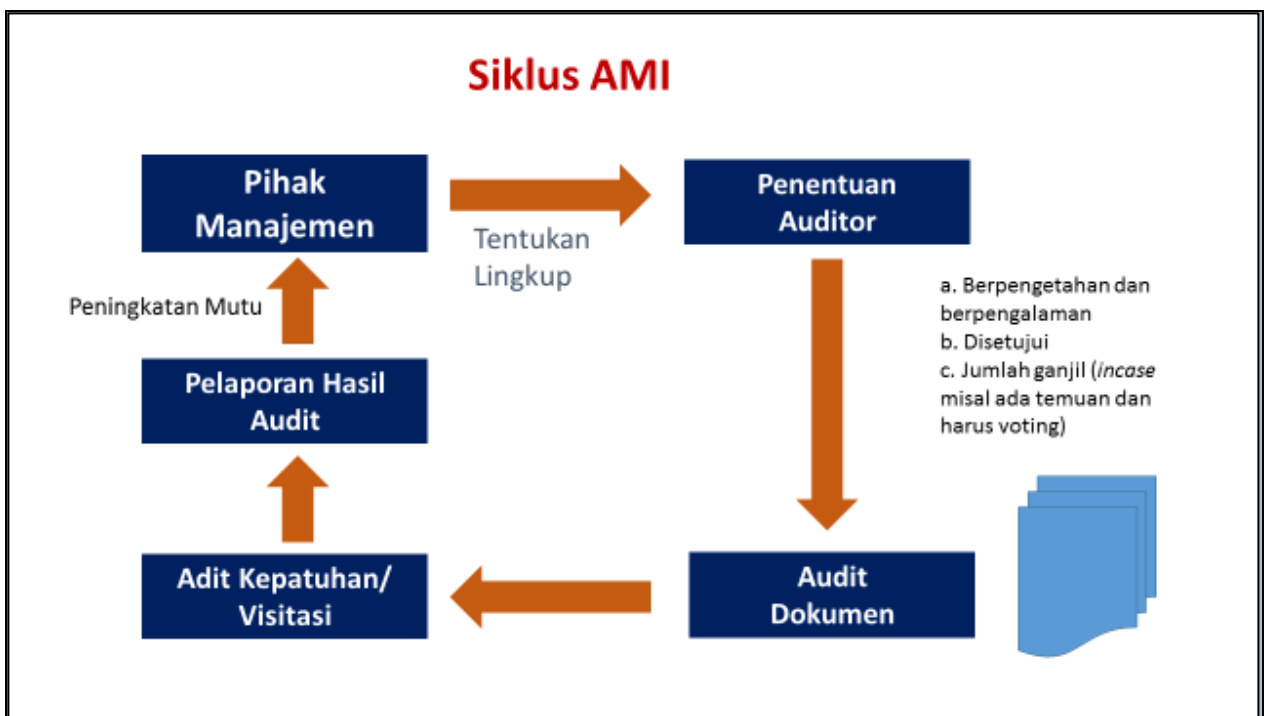 Siklus AMI
Pihak
Manajemen
Tentukan
Lingkup
Penentuan
Auditor
a. Berpengetahan dan
berpengalaman
b. Disetujui
c. Jumlah ganjil (incase
misal ada temuan dan
harus voting)
Audit
Dokumen
Adit Kepatuhan/
Visitasi
Pelaporan Hasil
Audit
Peningkatan Mutu